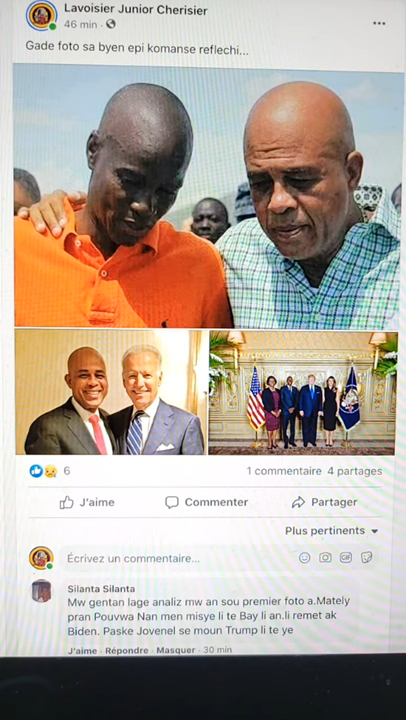 Lavoisier Junior Cherisier
46 min ·
Gade foto sa byen epi komanse reflechi...
6
1 commentaire 4 partages
J'aime
Commenter
Partager
Plus pertinents
Écrivez un commentaire...
GIF
Silanta Silanta
Mw gentan lage analiz mw an sou premier foto a.Mately
pran Pouvwa Nan men misye li te Bay li an.li remet ak
Biden. Paske Jovenel se moun Trump li te ye
J'aime · Répondre · Masquer · 30 min